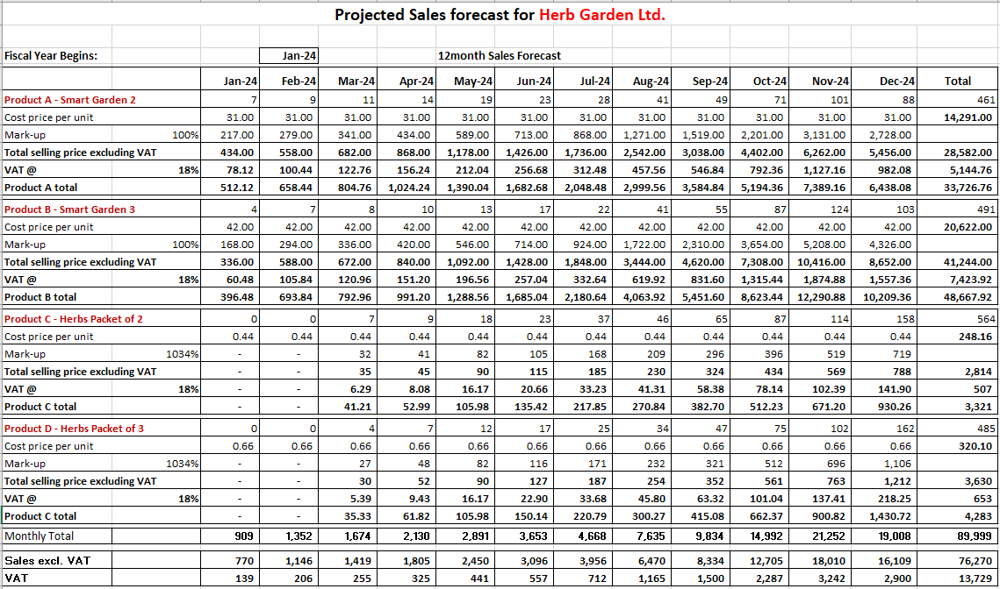 Projected Sales forecast for Herb Garden Ltd.
Fiscal Year Begins: Jan-24 12month Sales Forecast
Jan-24 Feb-24 Mar-24 Apr-24 May-24 Jun-24 Jul-24 Aug-24 Sep-24 Oct-24 Nov-24 Dec-24 Total
Product A - Smart Garden 2 7 9 11 14 19 23 28 41 49 71 101 88 461
Cost price per unit 31.00 31.00 31.00 31.00 31.00 31.00 31.00 31.00 31.00 31.00 31.00 31.00 14,291.00
Mark-up 100% 217.00 279.00 341.00 434.00 589.00 713.00 868.00 1,271.00 1,519.00 2,201.00 3,131.00 2,728.00
Total selling price excluding VAT 434.00 558.00 682.00 868.00 1,178.00 1,426.00 1,736.00 2,542.00 3,038.00 4,402.00 6,262.00 5,456.00 28,582.00
VAT @ 18% 78.12 100.44 122.76 156.24 212.04 256.68 312.48 457.56 546.84 792.36 1,127.16 982.08 5,144.76
Product A total 512.12 658.44 804.76 1,024.24 1,390.04 1,682.68 2,048.48 2,999.56 3,584.84 5,194.36 7,389.16 6,438.08 33,726.76
Product B - Smart Garden 3 4 7 8 10 13 17 22 41 55 87 124 103 491
Cost price per unit 42.00 42.00 42.00 42.00 42.00 42.00 42.00 42.00 42.00 42.00 42.00 42.00 20,622.00
Mark-up 100% 168.00 294.00 336.00 420.00 546.00 714.00 924.00 1,722.00 2,310.00 3,654.00 5,208.00 4,326.00
Total selling price excluding VAT 336.00 588.00 672.00 840.00 1,092.00 1,428.00 1,848.00 3,444.00 4,620.00 7,308.00 10,416.00 8,652.00 41,244.00
VAT @ 18% 60.48 105.84 120.96 151.20 196.56 257.04 332.64 619.92 831.60 1,315.44 1,874.88 1,557.36 7,423.92
Product B total 396.48 693.84 792.96 991.20 1,288.56 1,685.04 2,180.64 4,063.92 5,451.60 8,623.44 12,290.88 10,209.36 48,667.92
Product C - Herbs Packet of 2 0 0 7 9 18 23 37 46 65 87 114 158 564
Cost price per unit 0.44 0.44 0.44 0.44 0.44 0.44 0.44 0.44 0.44 0.44 0.44 0.44 248.16
Mark-up 1034% - - 32 41 82 105 168 209 296 396 519 719
Total selling price excluding VAT - - 35 45 90 115 185 230 324 434 569 788 2,814
VAT @ 18% - - 6.29 8.08 16.17 20.66 33.23 41.31 58.38 78.14 102.39 141.90 507
Product C total - - 41.21 52.99 105.98 135.42 217.85 270.84 382.70 512.23 671.20 930.26 3,321
Product D - Herbs Packet of 3 0 0 4 7 12 17 25 34 47 75 102 162 485
Cost price per unit 0.66 0.66 0.66 0.66 0.66 0.66 0.66 0.66 0.66 0.66 0.66 0.66 320.10
Mark-up 1034% - - 27 48 82 116 171 232 321 512 696 1,106
Total selling price excluding VAT - - 30 52 90 127 187 254 352 561 763 1,212 3,630
VAT @ 18% - - 5.39 9.43 16.17 22.90 33.68 45.80 63.32 101.04 137.41 218.25 653
Product C total - - 35.33 61.82 105.98 150.14 220.79 300.27 415.08 662.37 900.82 1,430.72 4,283
Monthly Total 909 1,352 1,674 2,130 2,891 3,653 4,668 7,635 9,834 14,992 21,252 19,008 89,999
Sales excl. VAT 770 1,146 1,419 1,805 2,450 3,096 3,956 6,470 8,334 12,705 18,010 16,109 76,270
VAT 139 206 255 325 441 557 712 1,165 1,500 2,287 3,242 2,900 13,729